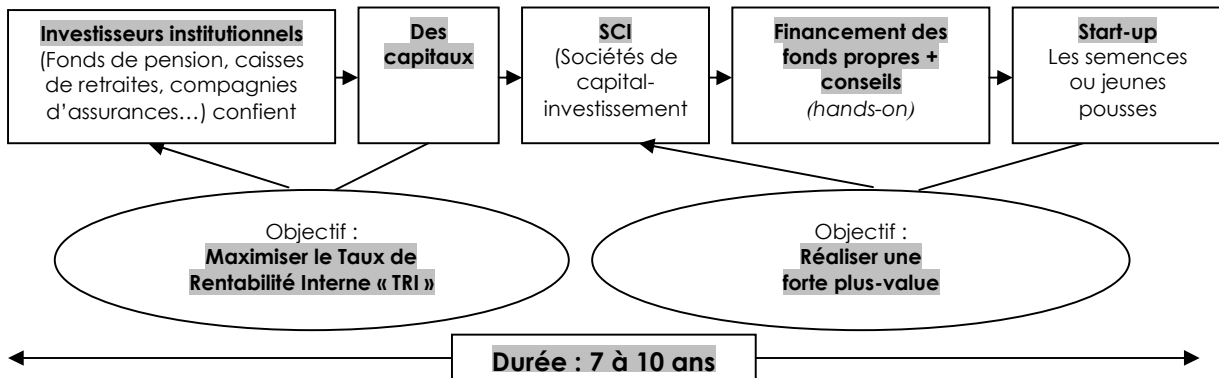 Investisseurs institutionnels
(Fonds de pension, caisses
de retraites, compagnies
d’assurances…) confient
Des
capitaux
SCI
(Sociétés de
capital-
investissement
Financement des
fonds propres +
conseils
(hands-on)
Start-up
Les semences
ou jeunes
pousses
Objectif :
Maximiser le Taux de
Rentabilité Interne « TRI »
Objectif :
Réaliser une
forte plus-value
Durée : 7 à 10 ans